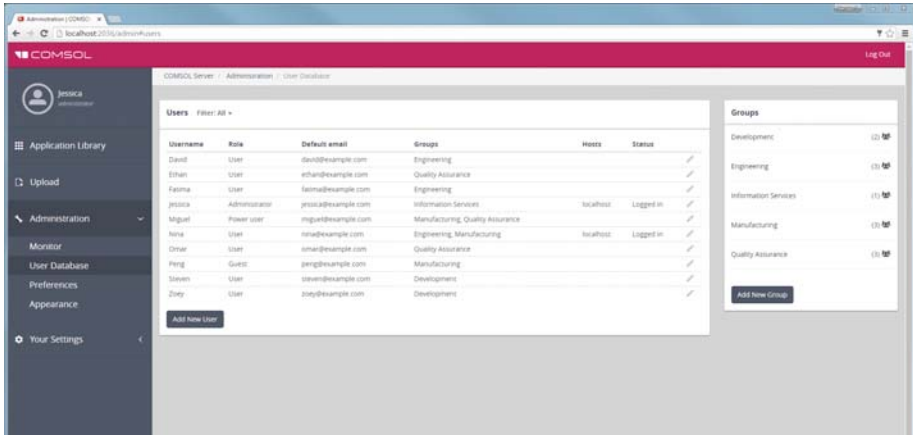 Administration | COMSOL
localhost:2036/admin#users
COMSOL
Log Out
Jessica
administrator
COMSOL Server / Administration / User Database
Application Library
Upload
Administration
Monitor
User Database
Preferences
Appearance
Your Settings
Users Filter: All
Username Role Default email Groups Hosts Status
David User david@example.com Engineering
Ethan User ethan@example.com Quality Assurance
Fatima User fatima@example.com Engineering
Jessica Administrator jessica@example.com Information Services localhost Logged in
Miguel Power user miguel@example.com Manufacturing, Quality Assurance
Nina User nina@example.com Engineering, Manufacturing localhost Logged in
Omar User omar@example.com Quality Assurance
Peng Guest peng@example.com Manufacturing
Steven User steven@example.com Development
Zoey User zoey@example.com Development
Add New User
Groups
Development (2)
Engineering (3)
Information Services (1)
Manufacturing (3)
Quality Assurance (3)
Add New Group